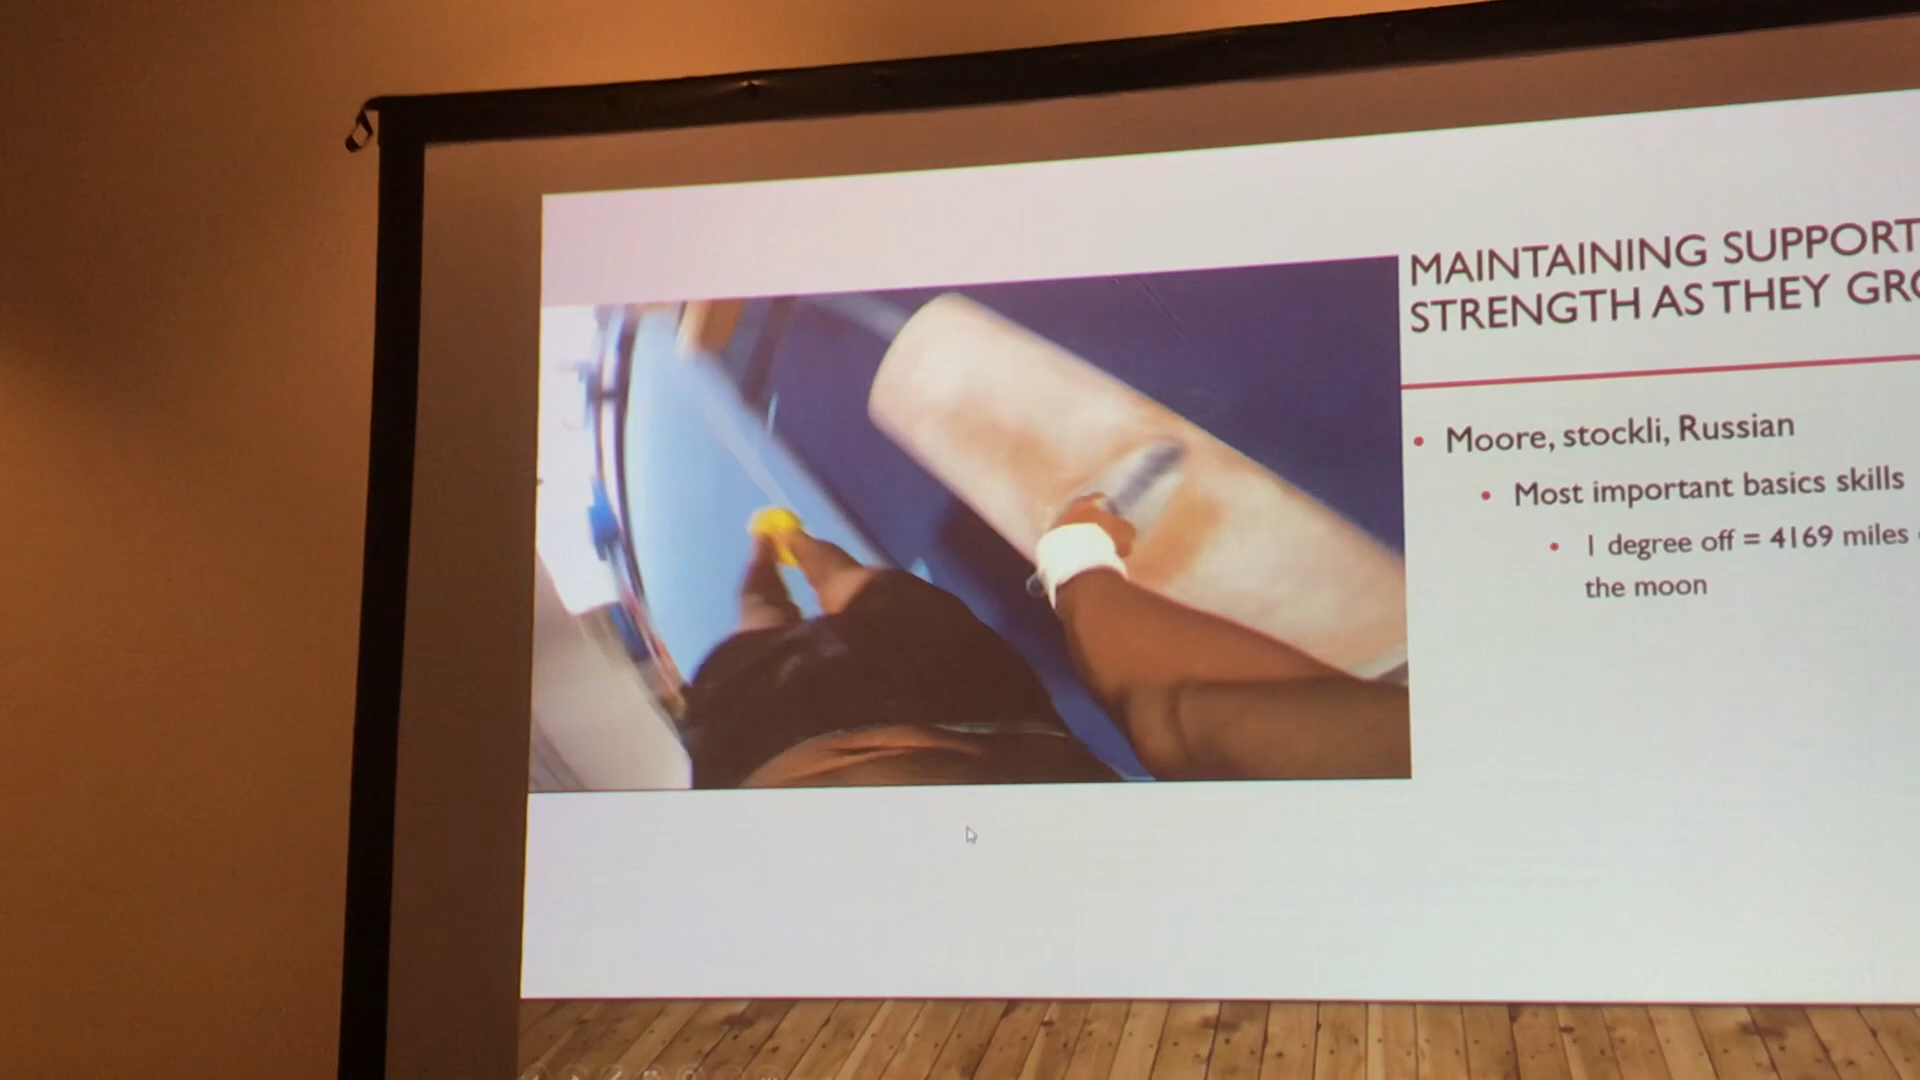 MAINTAINING SUPPORT
STRENGTH AS THEY
Moore, stockli, Russian
Most important basics skills
1 degree off = 4169 miles
the moon